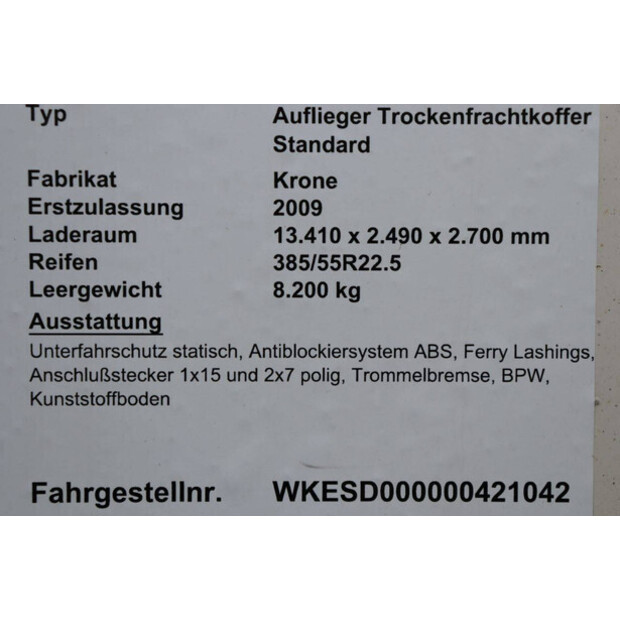 Typ Auflieger Trockenfrachtkoffer
Standard
Fabrikat Krone
Erstzulassung 2009
Laderaum 13.410 x 2.490 x 2.700 mm
Reifen 385/55R22.5
Leergewicht 8.200 kg
Ausstattung
Unterfahrschutz statisch, Antiblockiersystem ABS, Ferry Lashings,
Anschlußstecker 1x15 und 2x7 polig, Trommelbremse, BPW,
Kunststoffboden
Fahrgestellnr. WKESD000000421042